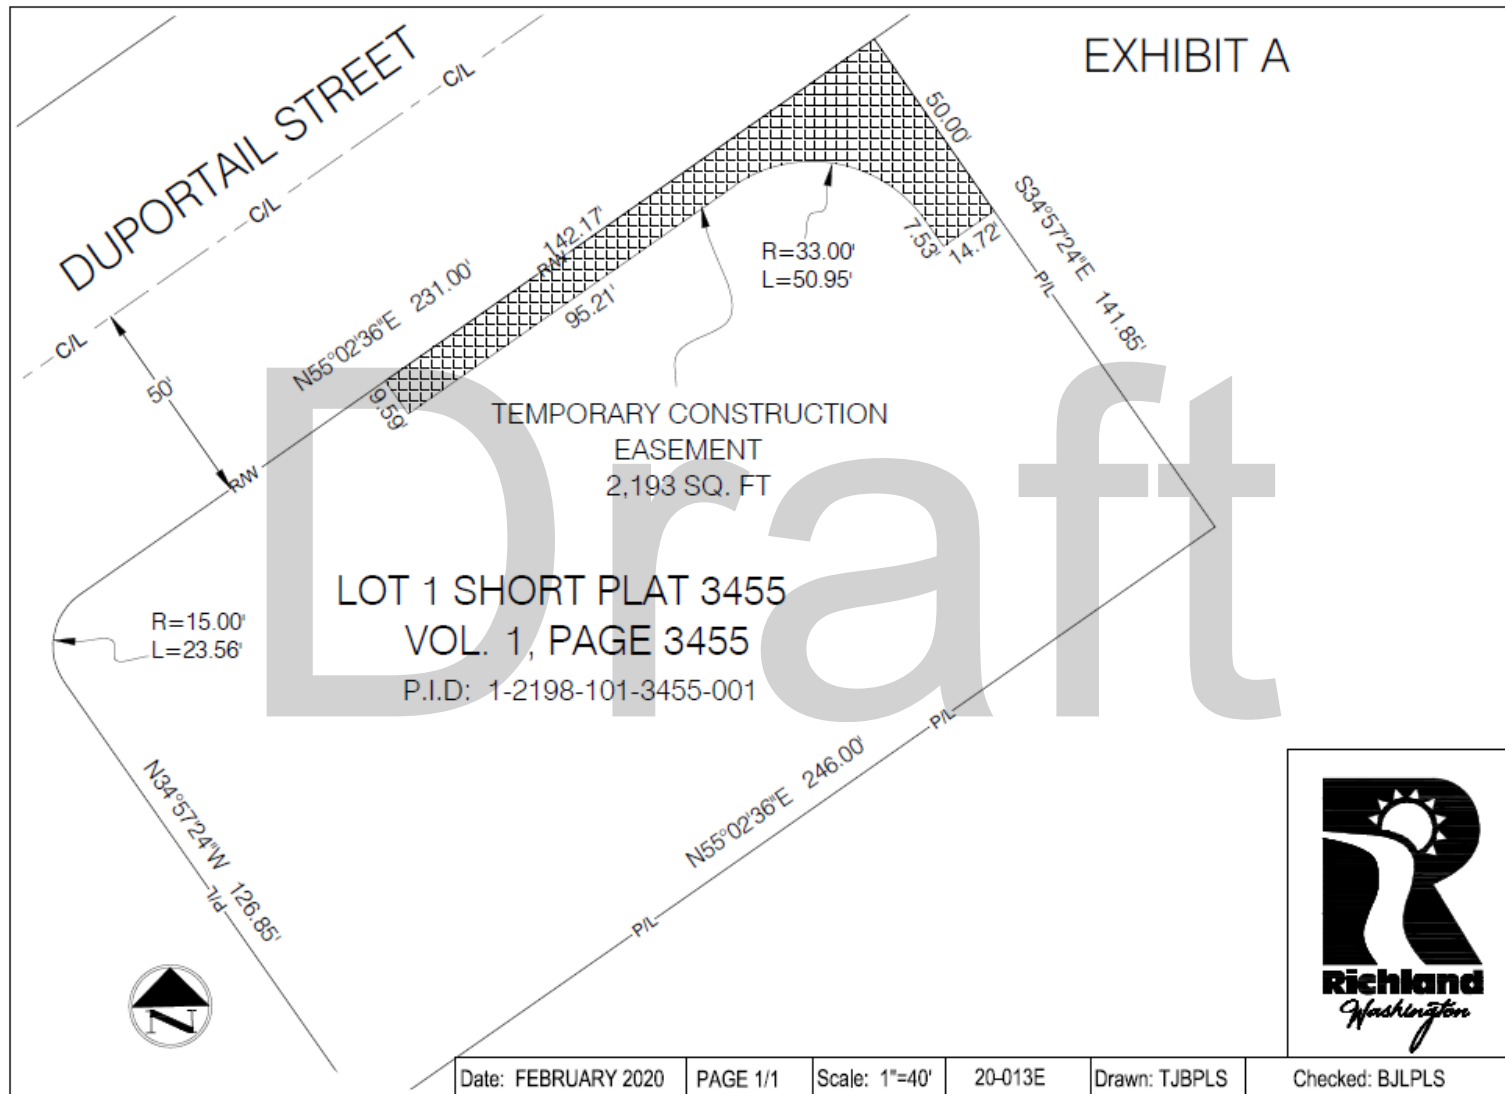 EXHIBIT A
DUPORTAIL STREET
C/L
C/L
C/L
50'
R/W
N55°02'36"E 231.00'
142.17'
R/W
95.21'
9.59'
50.00'
S34°57'24"E 141.85'
P/L
7.53'
14.72'
R=33.00'
L=50.95'
TEMPORARY CONSTRUCTION
EASEMENT
2,193 SQ. FT
Draft
LOT 1 SHORT PLAT 3455
VOL. 1, PAGE 3455
P.I.D: 1-2198-101-3455-001
R=15.00'
L=23.56'
N34°57'24"W 126.85'
P/L
N55°02'36"E 246.00'
P/L
P/L
N
Richland
Washington
Date: FEBRUARY 2020 PAGE 1/1 Scale: 1"=40' 20-013E Drawn: TJBPLS Checked: BJLPLS